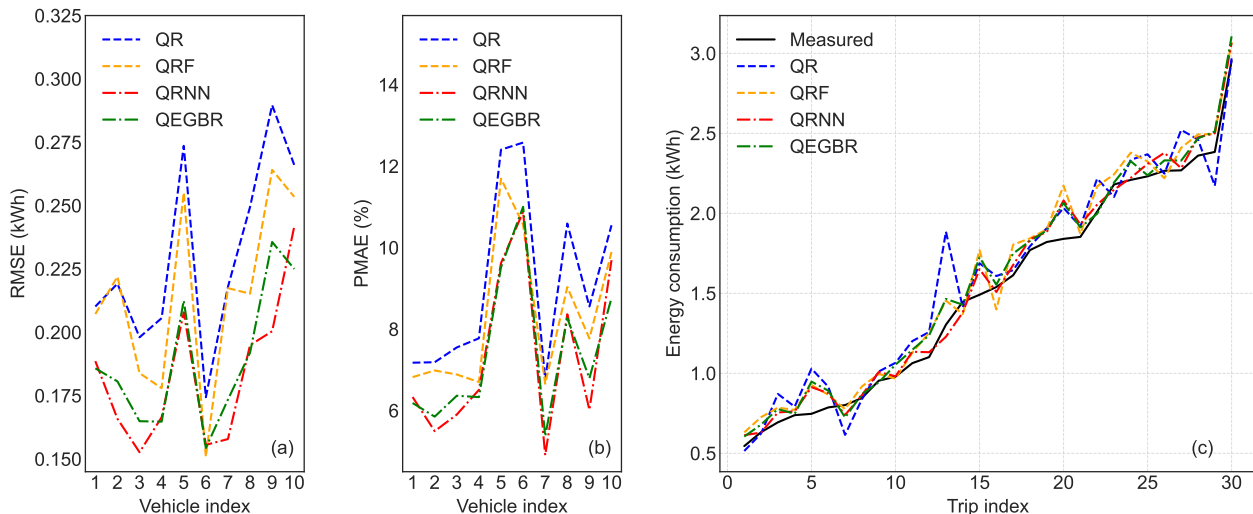 0.325
0.300
0.275
0.250
0.225
0.200
0.175
0.150
RMSE (kWh)
QR
QRF
QRNN
QEGBR
(a)
1 2 3 4 5 6 7 8 9 10
Vehicle index
14
12
10
8
6
PMAE (%)
QR
QRF
QRNN
QEGBR
(b)
1 2 3 4 5 6 7 8 9 10
Vehicle index
3.0
2.5
2.0
1.5
1.0
0.5
Energy consumption (kWh)
Measured
QR
QRF
QRNN
QEGBR
(c)
0 5 10 15 20 25 30
Trip index